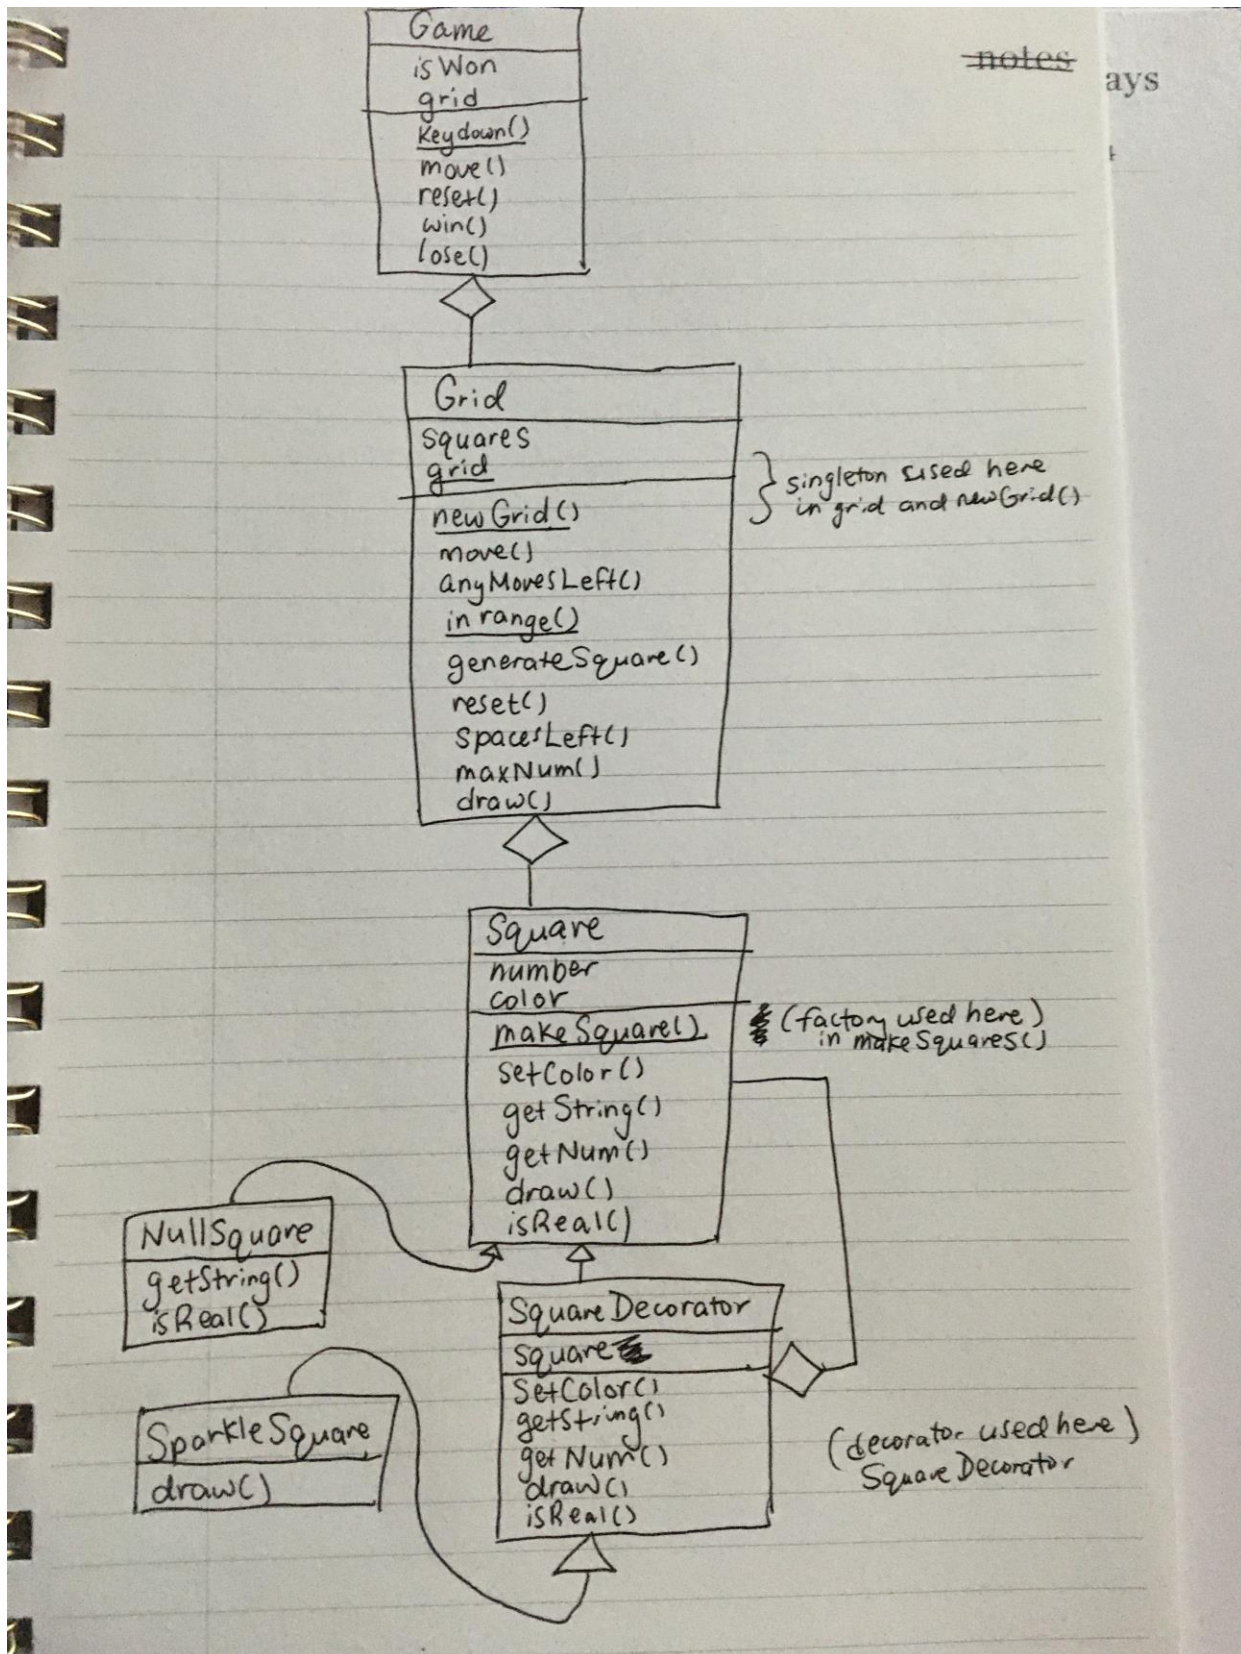 notes
ays
Game
isWon
grid
Keydown()
move()
reset()
win()
lose()
Grid
squares
grid
newGrid()
move()
anyMovesLeft()
in range()
generateSquare()
reset()
spacesLeft()
maxNum()
draw()
singleton used here
in grid and newGrid()
Square
number
color
makeSquare()
setColor()
getString()
getNum()
draw()
isReal()
(factory used here)
in makeSquares()
NullSquare
getString()
isReal()
SquareDecorator
square
SetColor()
getString()
getNum()
draw()
isReal()
SparkleSquare
draw()
(decorator used here)
SquareDecorator